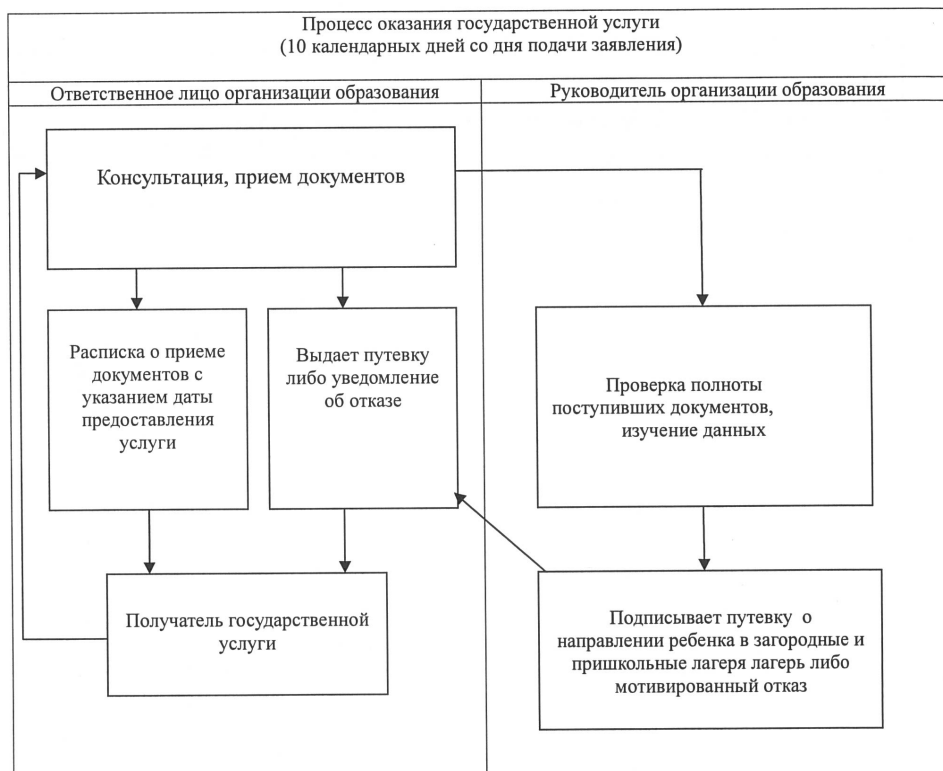 Процесс оказания государственной услуги
(10 календарных дней со дня подачи заявления)
Ответственное лицо организации образования
Руководитель организации образования
Консультация, прием документов
Расписка о приеме
документов с
указанием даты
предоставления
услуги
Выдает путевку
либо уведомление
об отказе
Проверка полноты
поступивших документов,
изучение данных
Получатель государственной
услуги
Подписывает путевку о
направлении ребенка в загородные и
пришкольные лагеря лагерь либо
мотивированный отказ